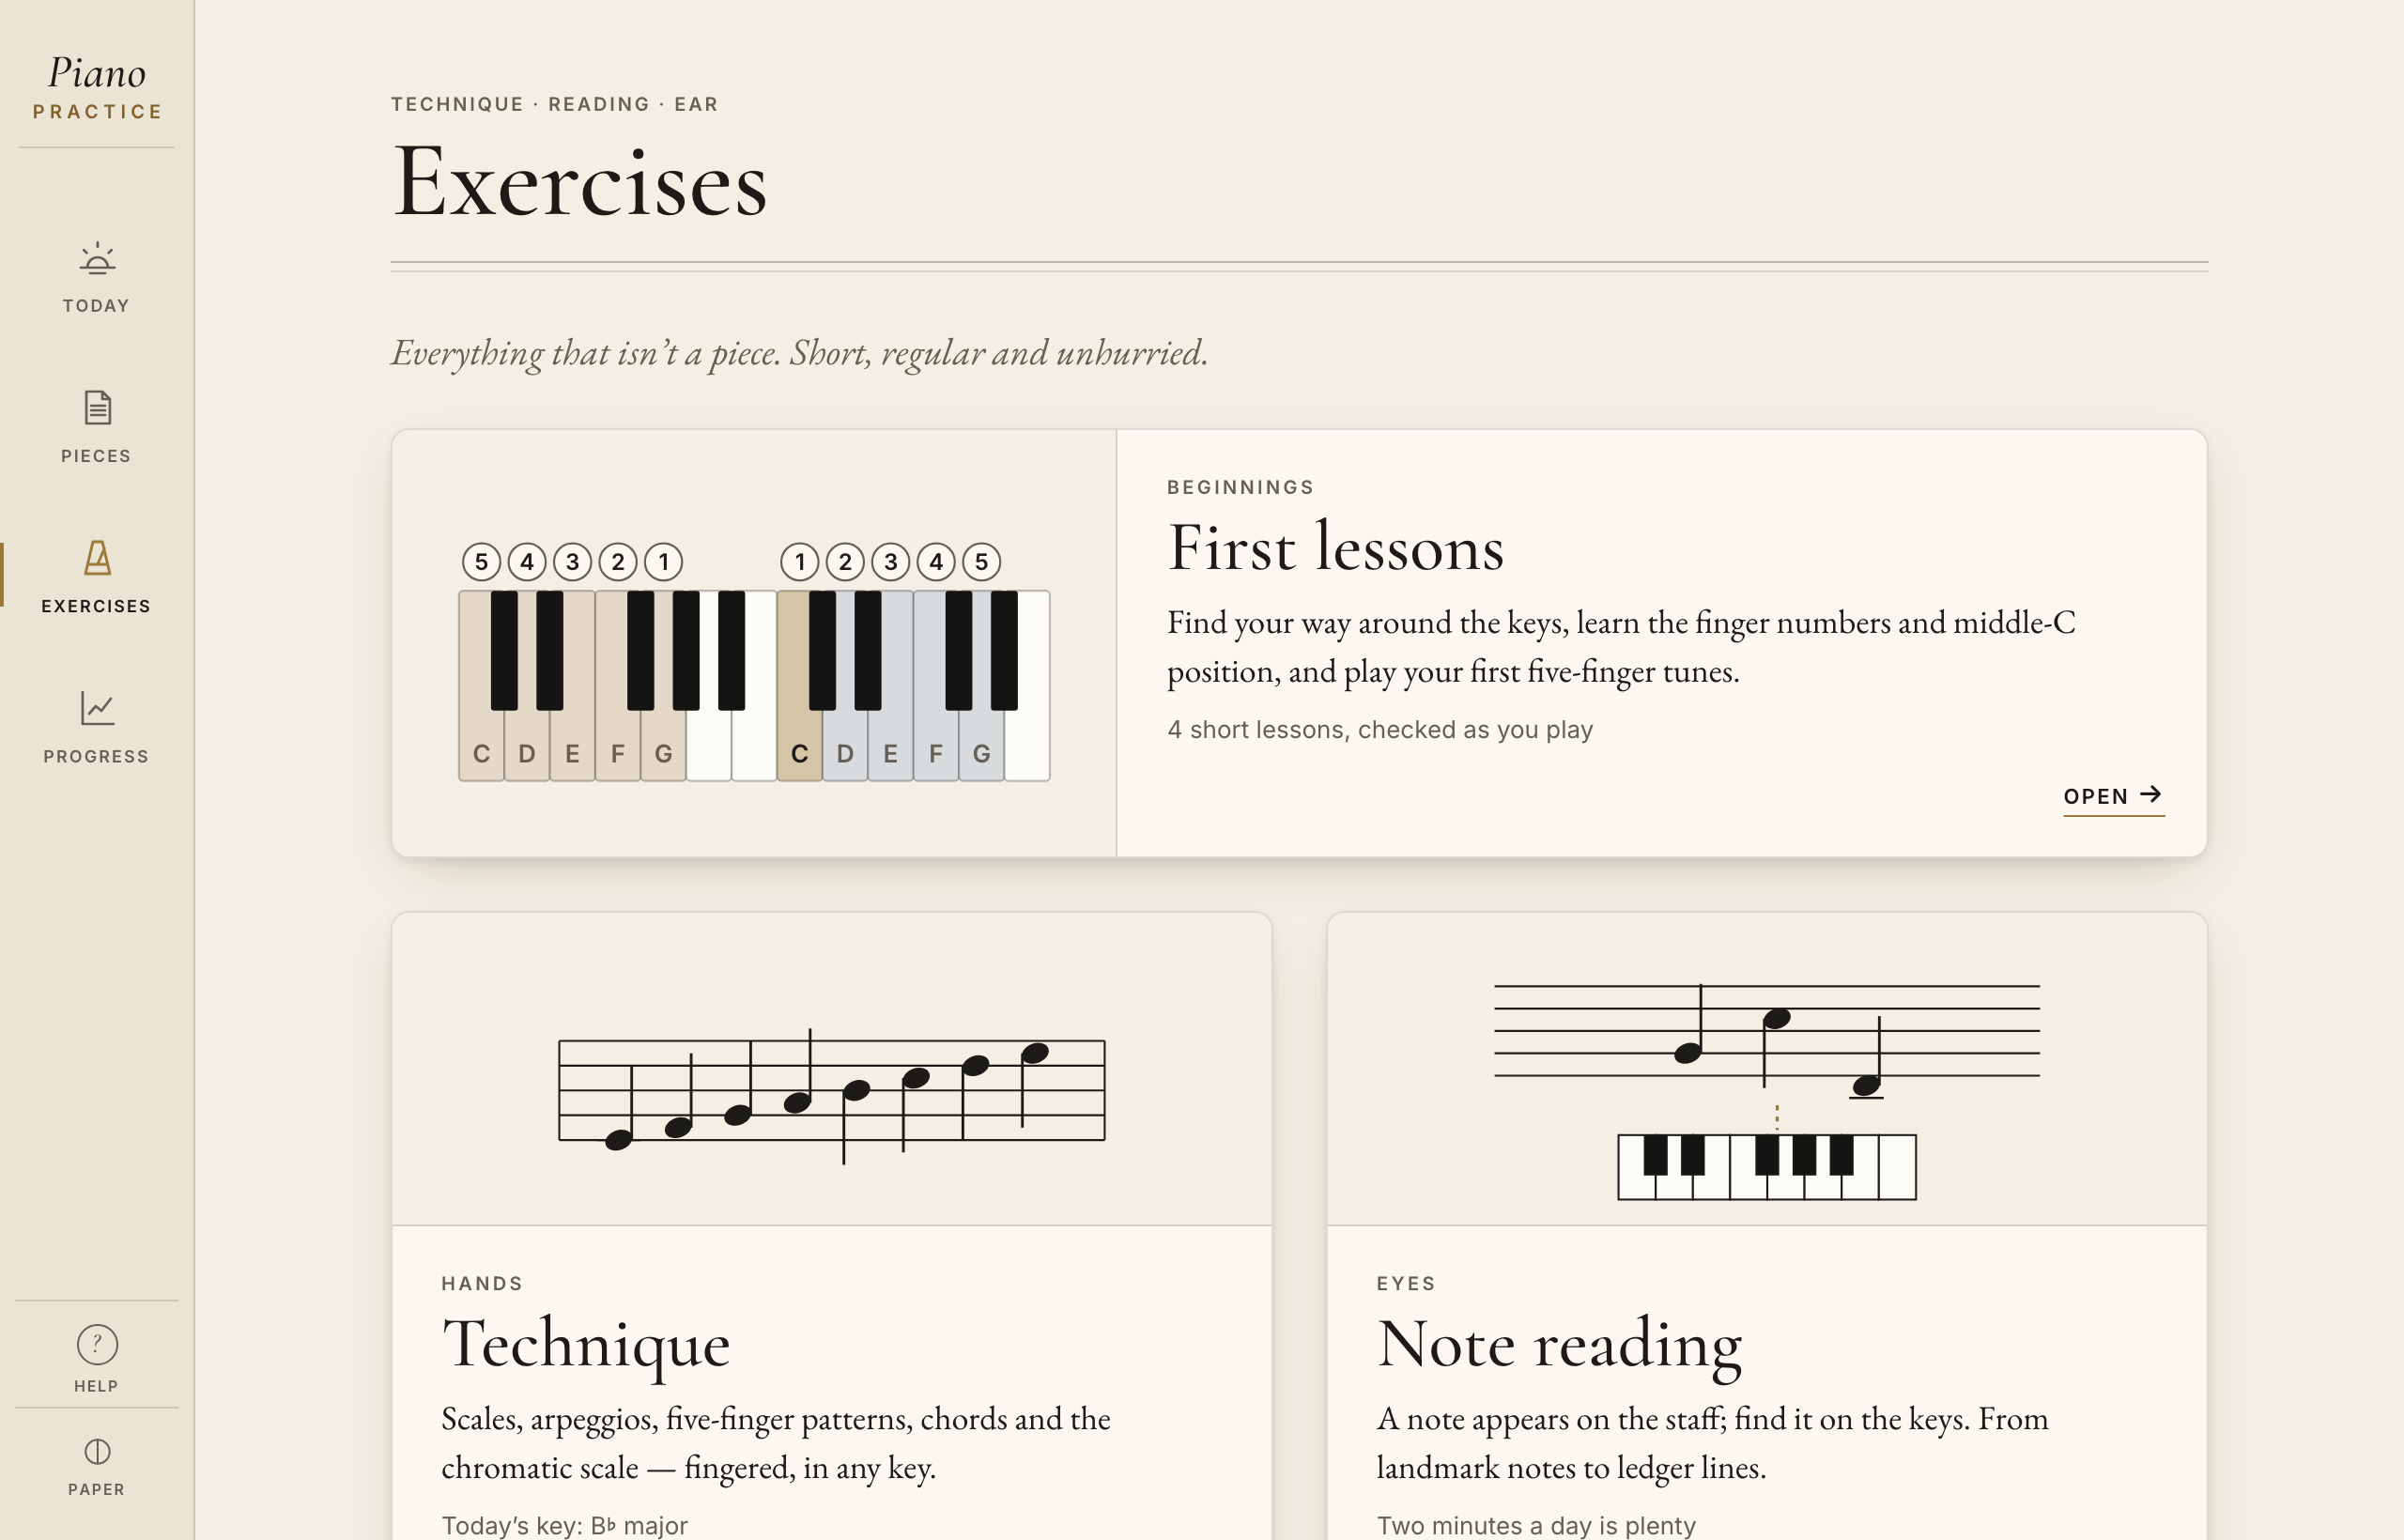 Piano
PRACTICE
TODAY
PIECES
EXERCISES
PROGRESS
?
HELP
PAPER
TECHNIQUE · READING · EAR
Exercises
Everything that isn’t a piece. Short, regular and unhurried.
5 4 3 2 1 1 2 3 4 5
C D E F G C D E F G
BEGINNINGS
First lessons
Find your way around the keys, learn the finger numbers and middle-C
position, and play your first five-finger tunes.
4 short lessons, checked as you play
OPEN →
HANDS
Technique
Scales, arpeggios, five-finger patterns, chords and the
chromatic scale — fingered, in any key.
Today’s key: B♭ major
EYES
Note reading
A note appears on the staff; find it on the keys. From
landmark notes to ledger lines.
Two minutes a day is plenty